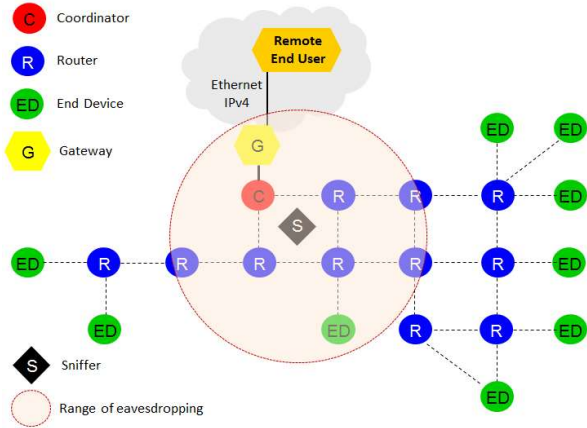 C Coordinator
Remote
End User
R Router
Ethernet
IPv4
ED End Device
ED ED
G Gateway
G
C R R R ED
S
ED R R R R R R ED
ED ED R R ED
S Sniffer
ED
Range of eavesdropping